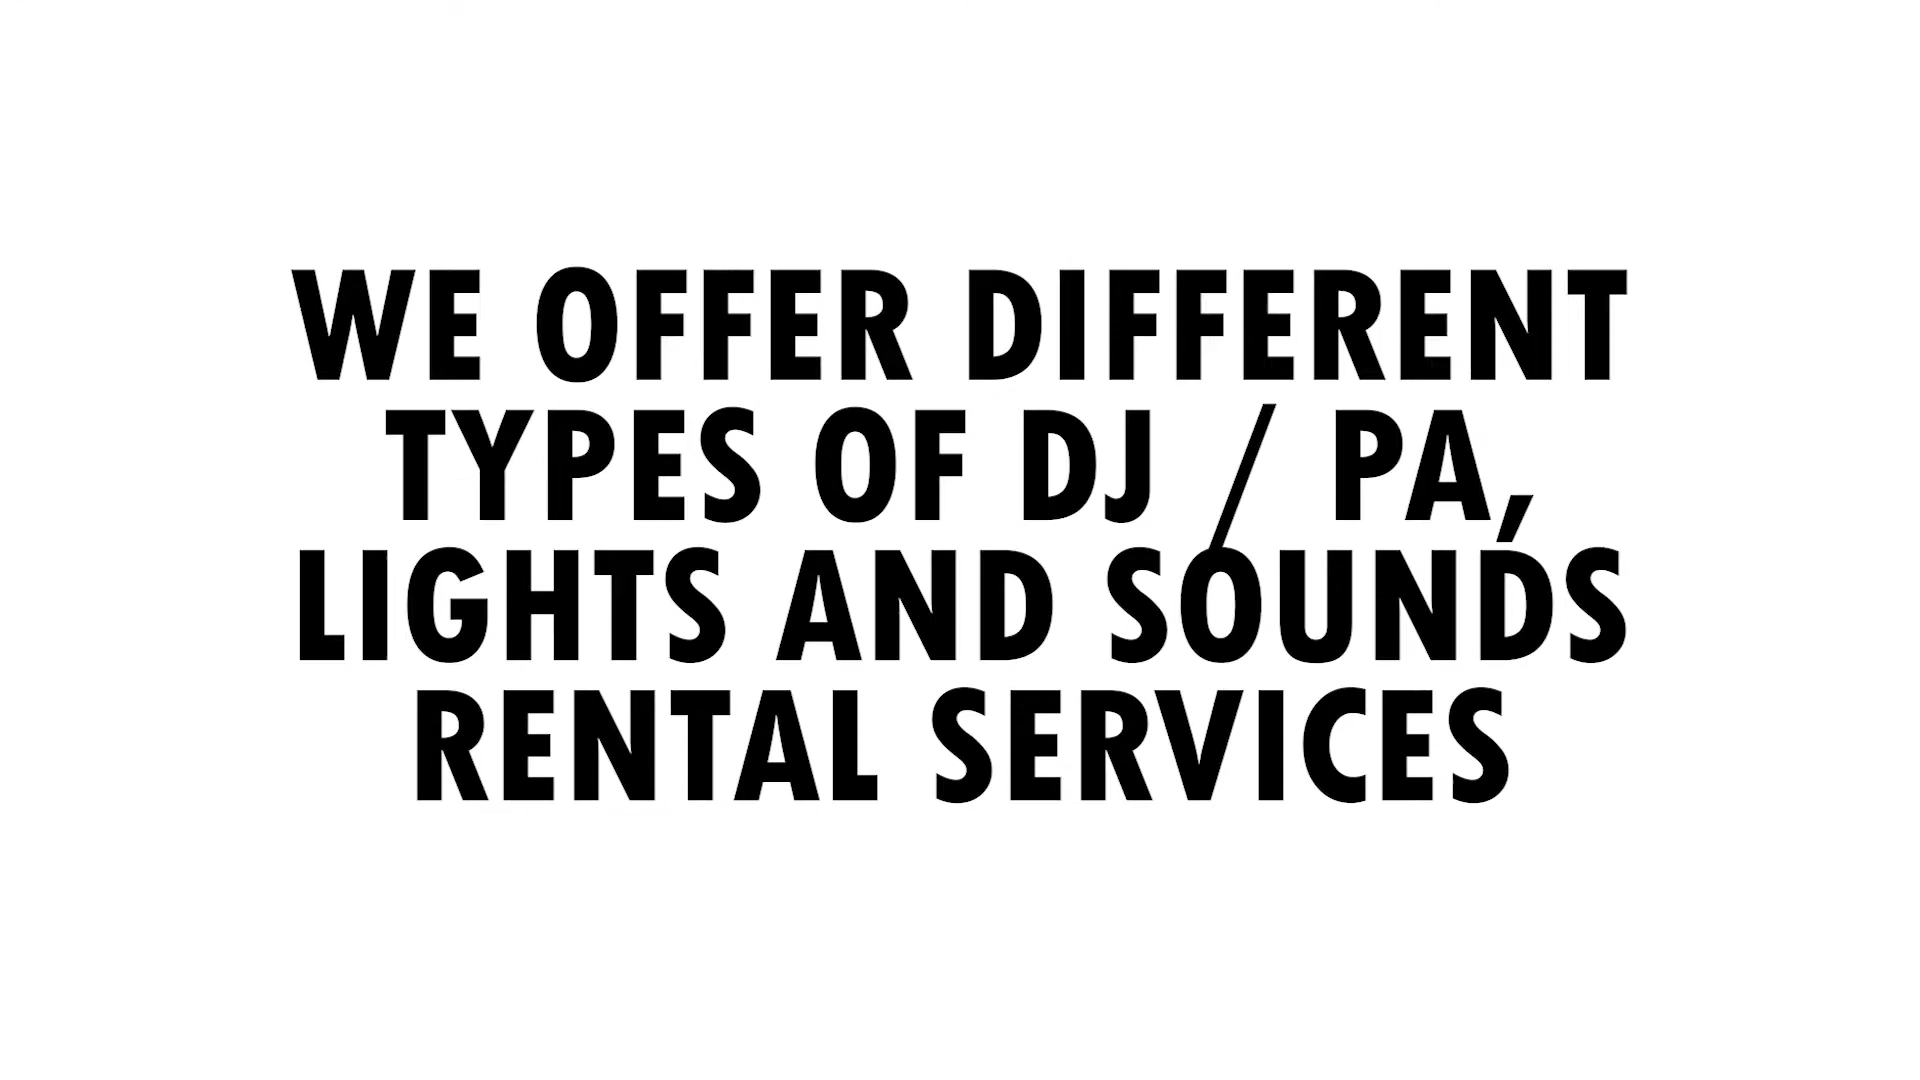 WE OFFER DIFFERENT
TYPES OF DJ / PA,
LIGHTS AND SOUNDS
RENTAL SERVICES